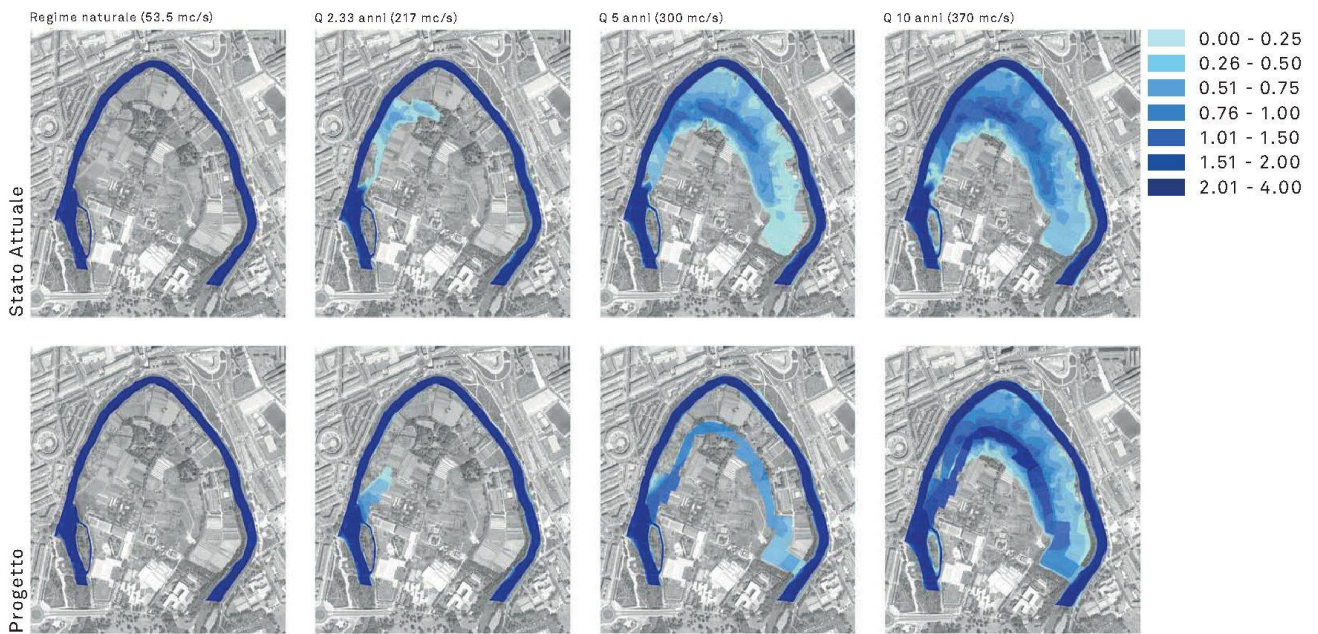 Regime naturale (53.5 mc/s)
Q 2.33 anni (217 mc/s)
Q 5 anni (300 mc/s)
Q 10 anni (370 mc/s)
0.00 - 0.25
0.26 - 0.50
0.51 - 0.75
0.76 - 1.00
1.01 - 1.50
1.51 - 2.00
2.01 - 4.00
Stato Attuale
Progetto